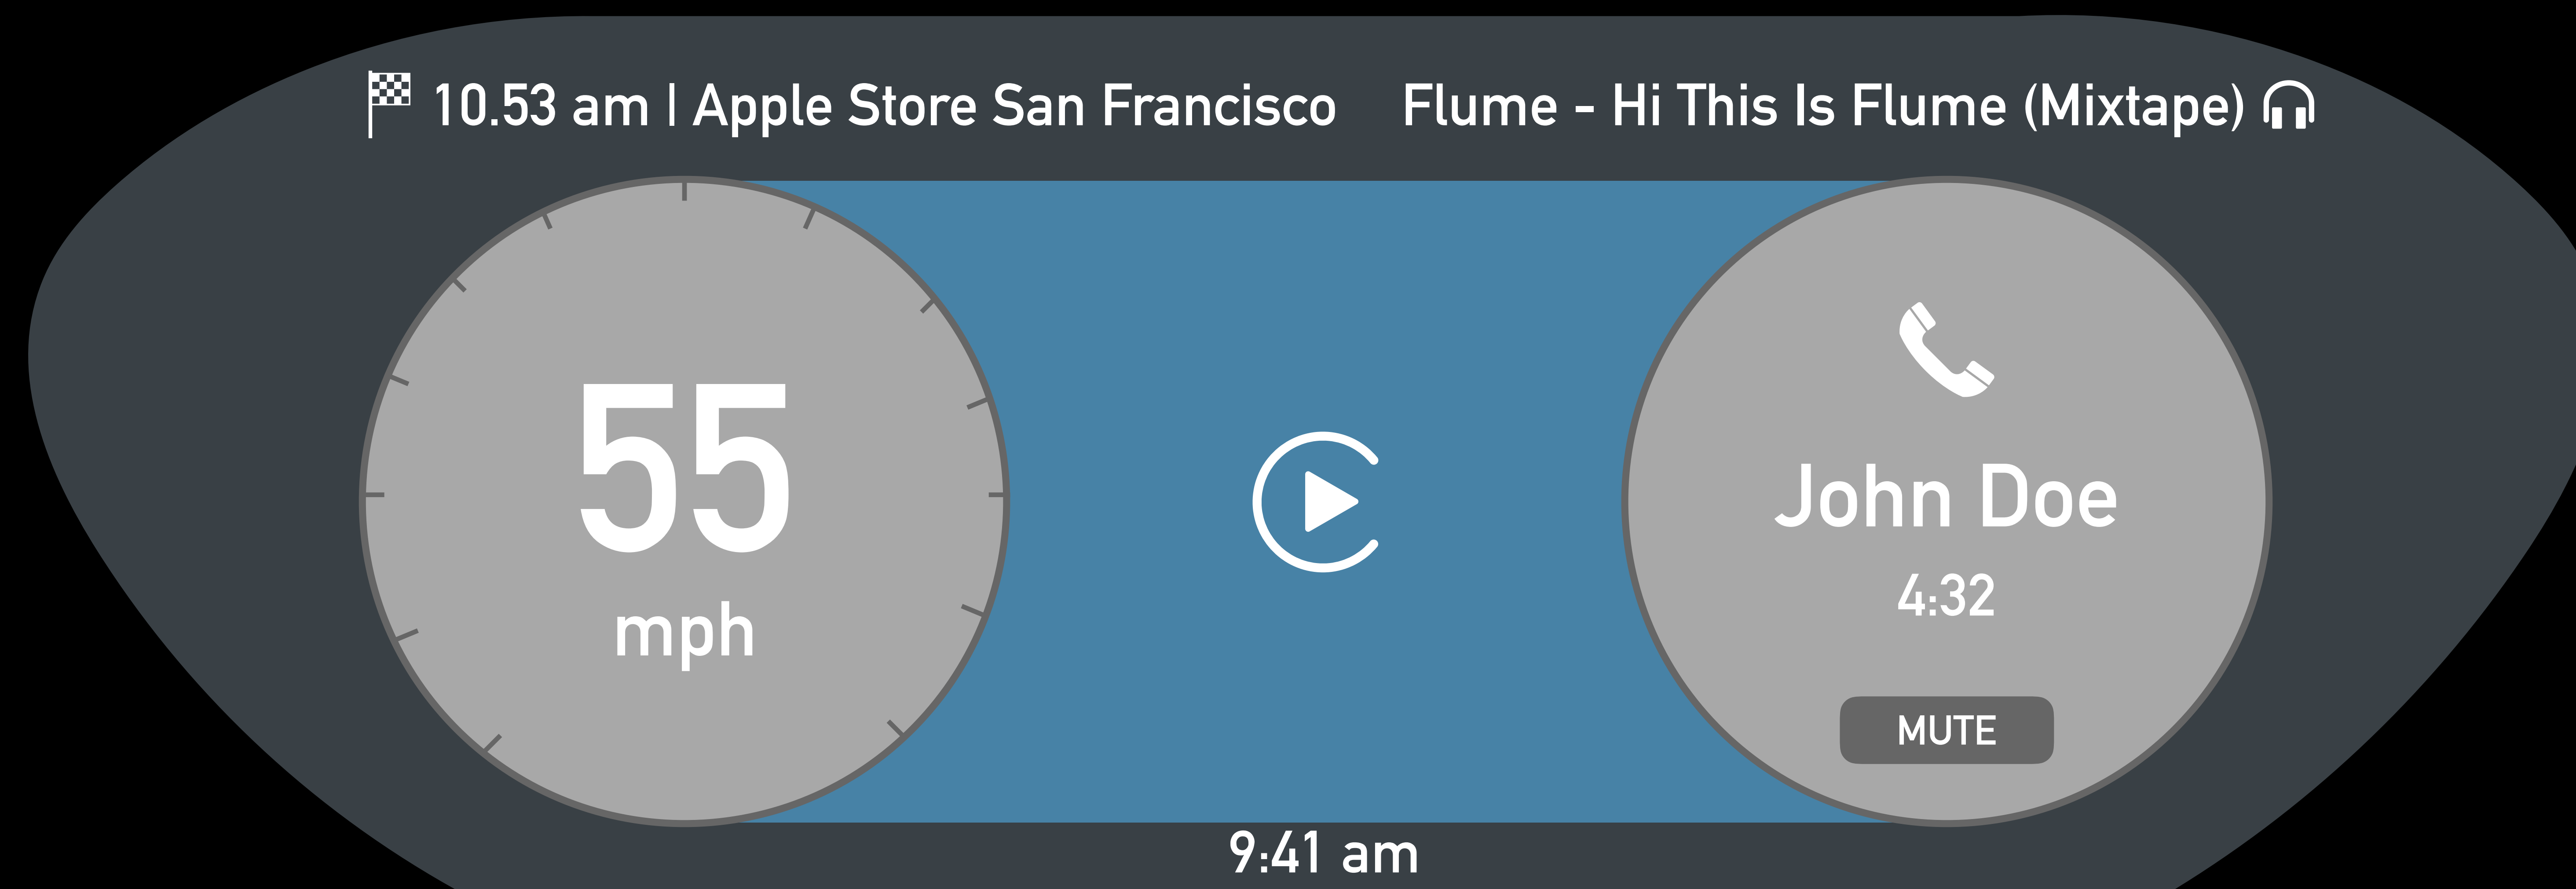 10.53 am | Apple Store San Francisco
Flume - Hi This Is Flume (Mixtape)
55
mph
John Doe
4:32
MUTE
9:41 am